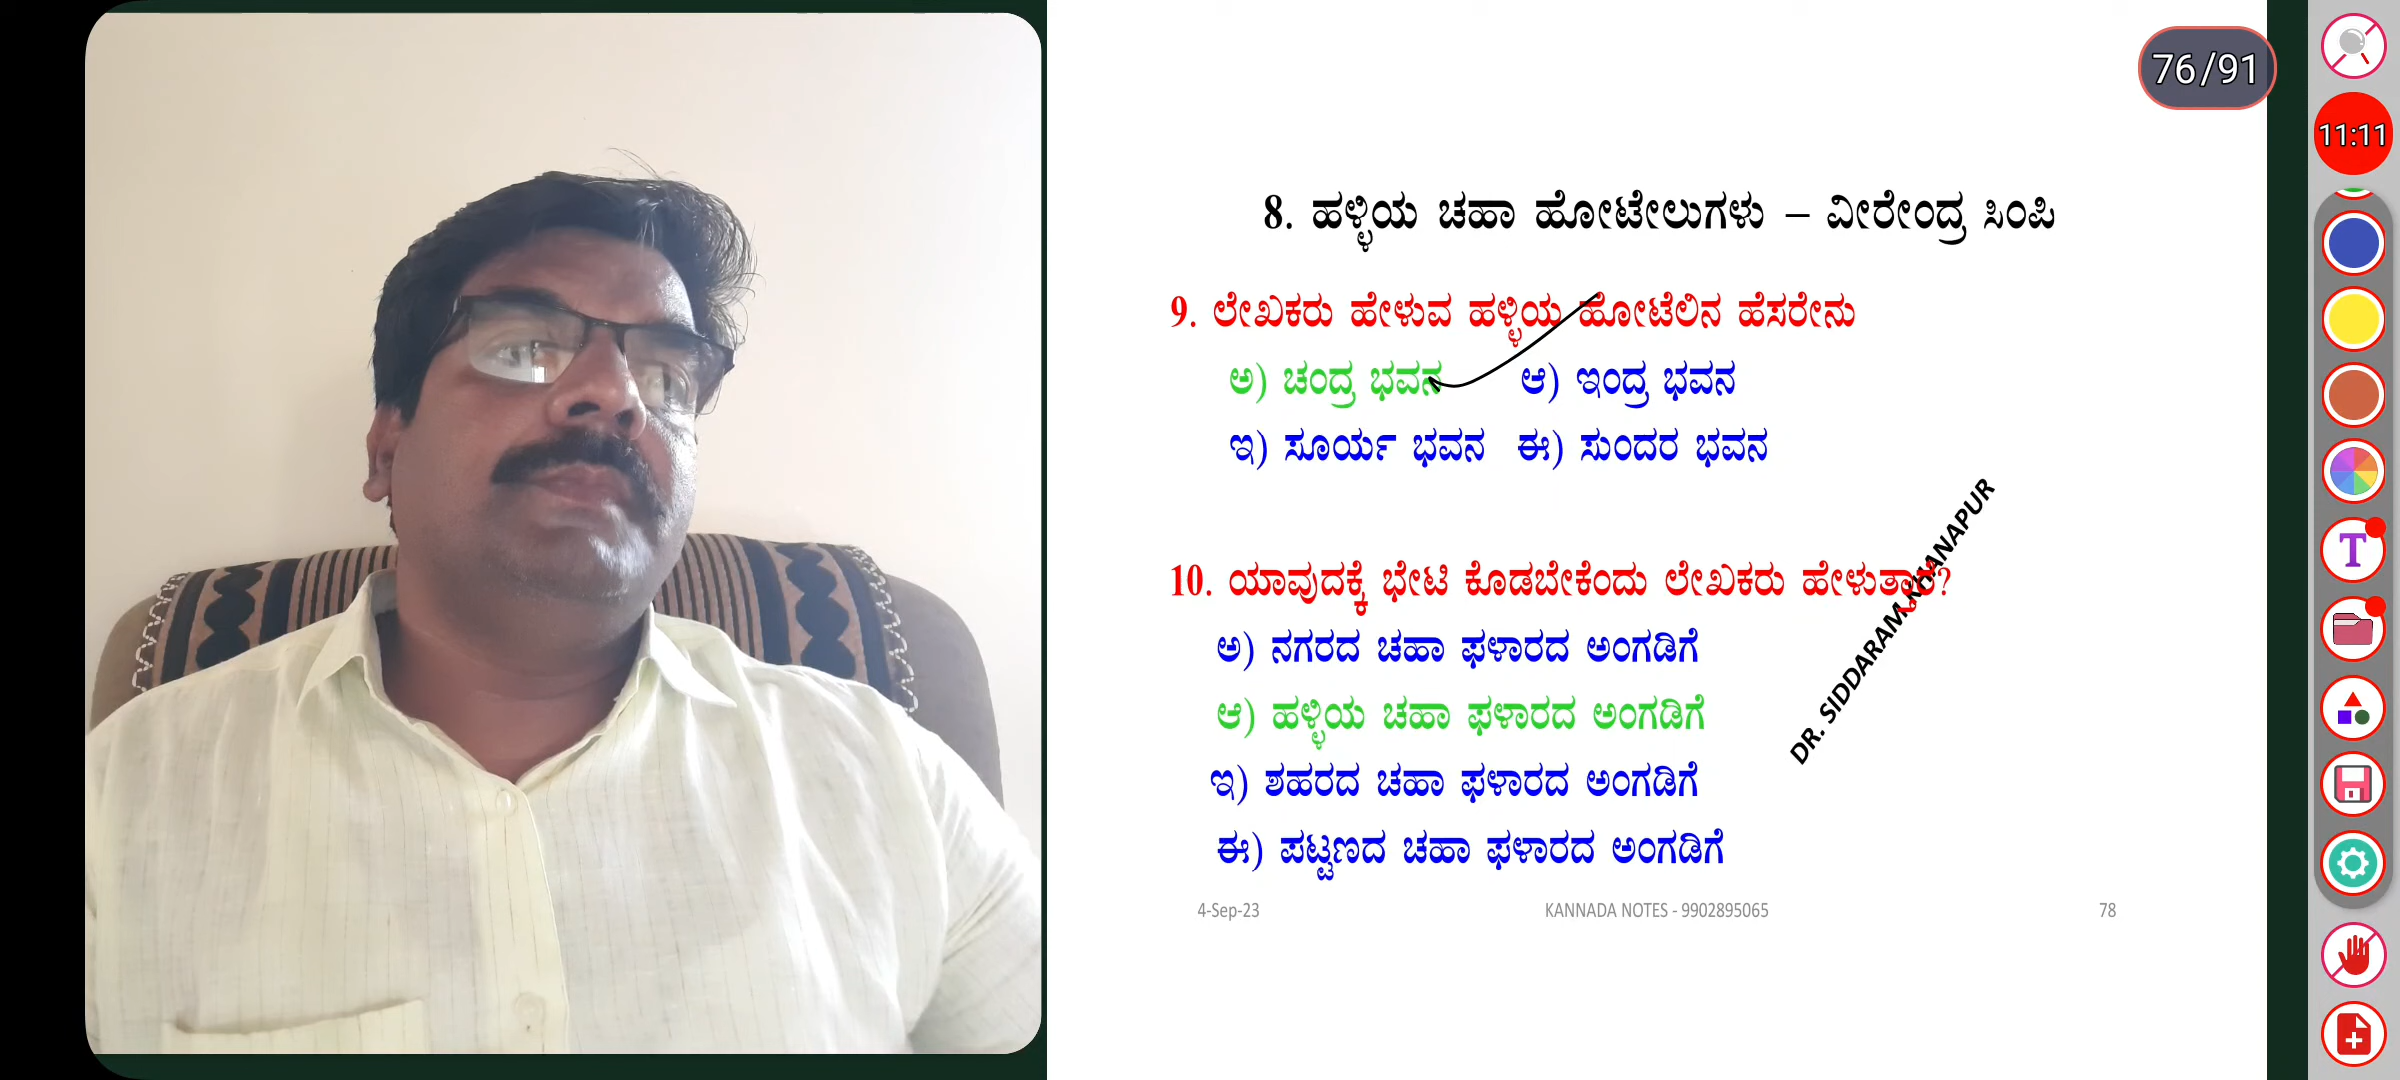 76/91
11:11
8. ಹಳ್ಳಿಯ ಚಹಾ ಹೋಟೇಲುಗಳು – ವೀರೇಂದ್ರ ಸಿಂಪಿ
9. ಲೇಖಕರು ಹೇಳುವ ಹಳ್ಳಿಯ ಹೋಟೆಲಿನ ಹೆಸರೇನು
ಅ) ಚಂದ್ರ ಭವನ ಆ) ಇಂದ್ರ ಭವನ
ಇ) ಸೂರ್ಯ ಭವನ ಈ) ಸುಂದರ ಭವನ
10. ಯಾವುದಕ್ಕೆ ಭೇಟಿ ಕೊಡಬೇಕೆಂದು ಲೇಖಕರು ಹೇಳುತ್ತಾರೆ?
ಅ) ನಗರದ ಚಹಾ ಫಳಾರದ ಅಂಗಡಿಗೆ
ಆ) ಹಳ್ಳಿಯ ಚಹಾ ಫಳಾರದ ಅಂಗಡಿಗೆ
ಇ) ಶಹರದ ಚಹಾ ಫಳಾರದ ಅಂಗಡಿಗೆ
ಈ) ಪಟ್ಟಣದ ಚಹಾ ಫಳಾರದ ಅಂಗಡಿಗೆ
DR. SIDDARAM KHANAPUR
4-Sep-23 KANNADA NOTES - 9902895065 78
T